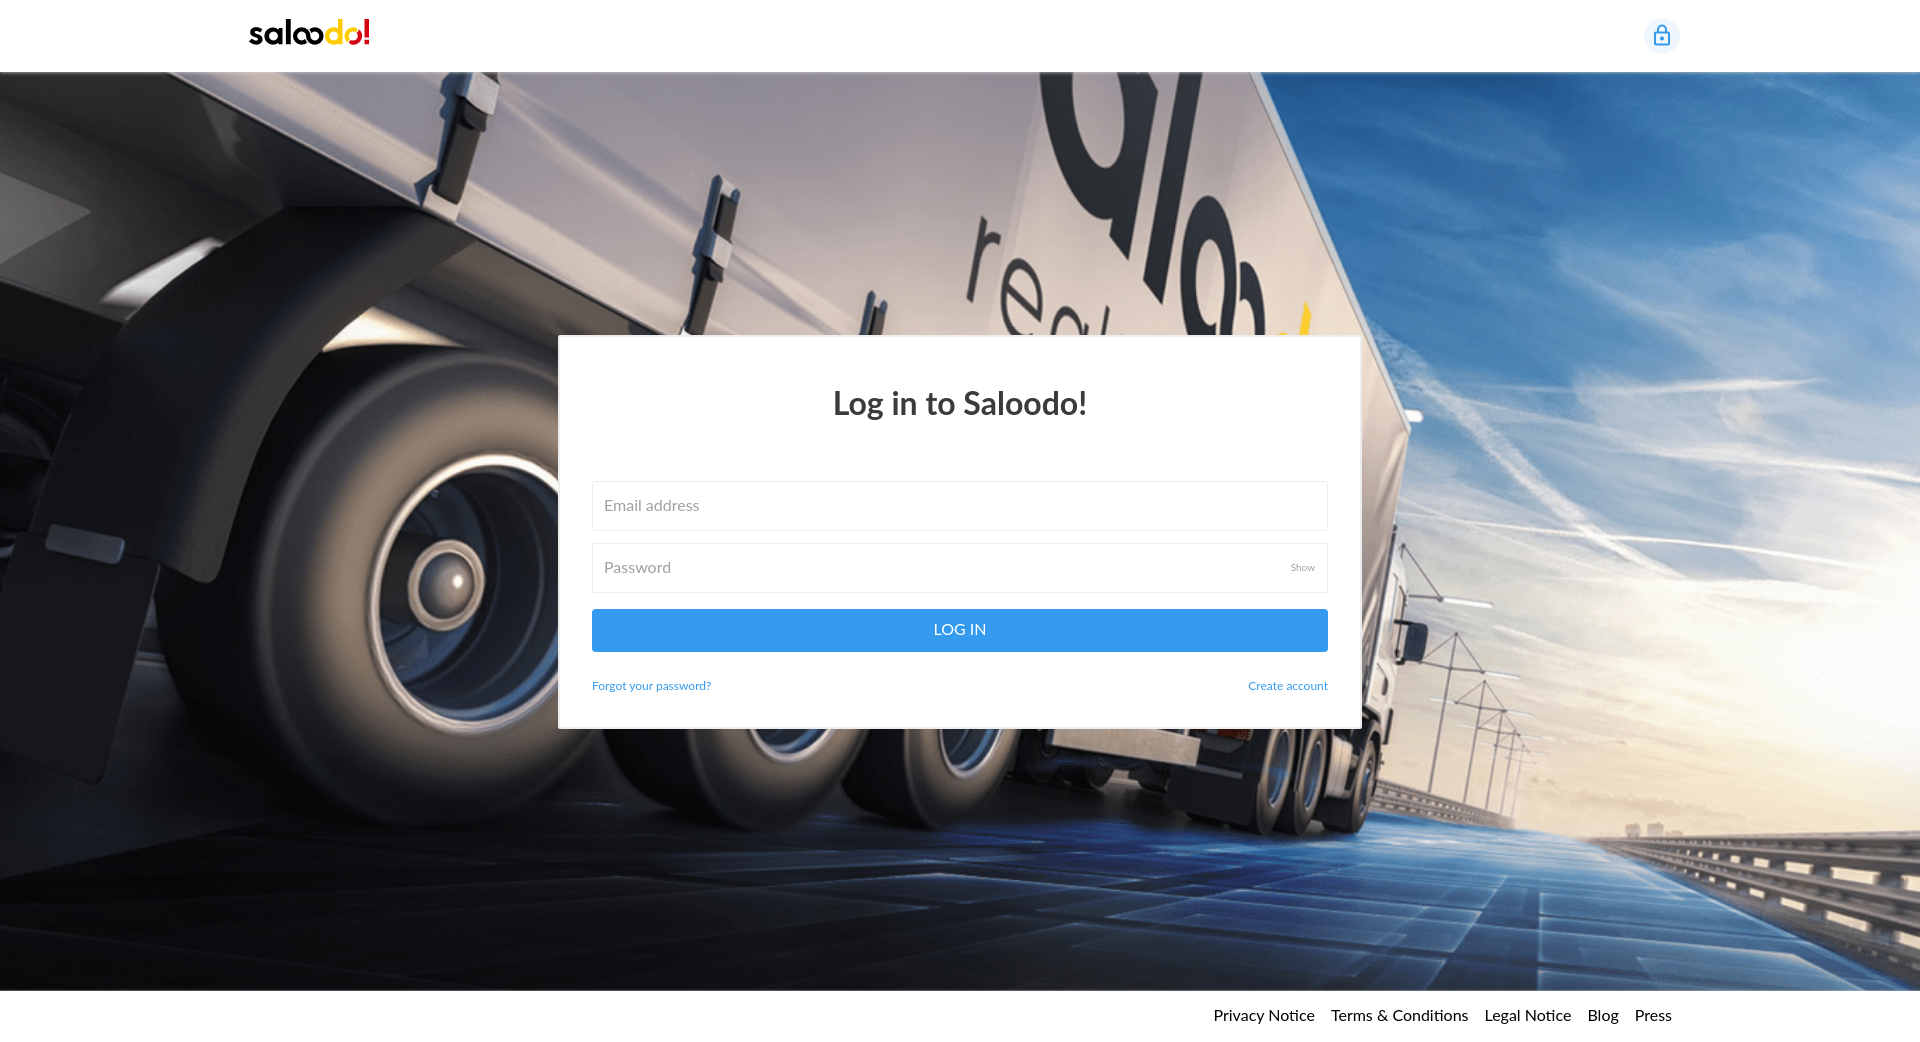 saloodo!
Log in to Saloodo!
Email address
Password
Show
LOG IN
Forgot your password?
Create account
Privacy Notice Terms & Conditions Legal Notice Blog Press